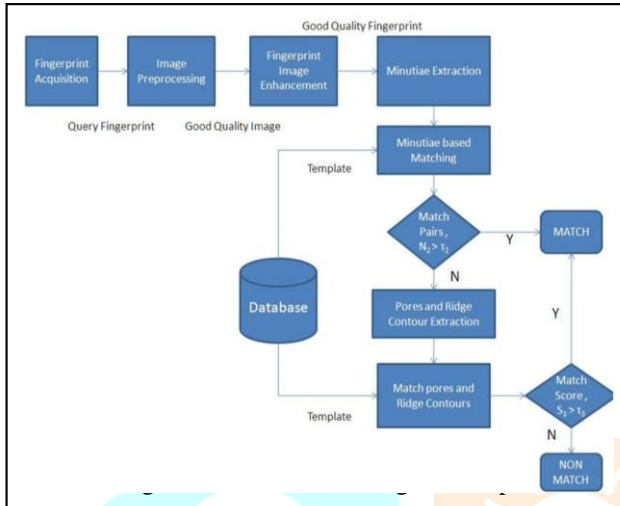 Good Quality Fingerprint
Fingerprint
Acquisition
Image
Preprocessing
Fingerprint
Image
Enhancement
Minutiae Extraction
Query Fingerprint
Good Quality Image
Minutiae based
Matching
Template
Match
Pairs,
N₂ > τ₂
Y
MATCH
N
Database
Pores and Ridge
Contour Extraction
Y
Match pores and
Ridge Contours
Match
Score,
S₃ > τ₃
Template
N
NON
MATCH